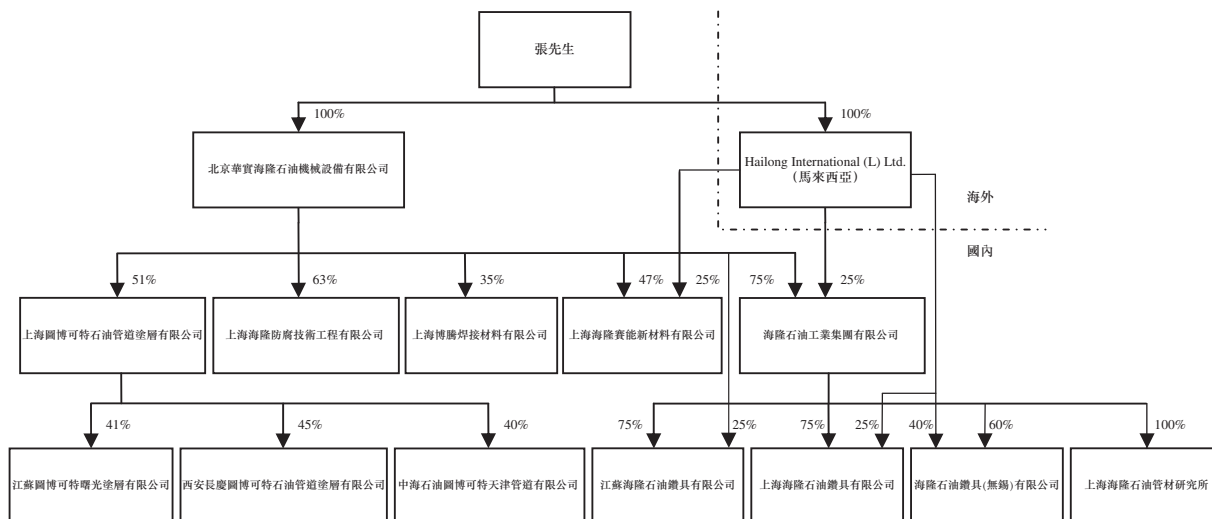 張先生
100%
100%
北京華實海隆石油機械設備有限公司
Hailong International (L) Ltd.
(馬來西亞)
海外
國內
51%
63%
35%
47%
25%
75%
25%
上海圖博可特石油管道塗層有限公司
上海海隆防腐技術工程有限公司
上海博騰焊接材料有限公司
上海海隆賽能新材料有限公司
海隆石油工業集團有限公司
41%
45%
40%
75%
25%
75%
25%
40%
60%
100%
江蘇圖博可特曙光塗層有限公司
西安長慶圖博可特石油管道塗層有限公司
中海石油圖博可特天津管道有限公司
江蘇海隆石油鑽具有限公司
上海海隆石油鑽具有限公司
海隆石油鑽具(無錫)有限公司
上海海隆石油管材研究所